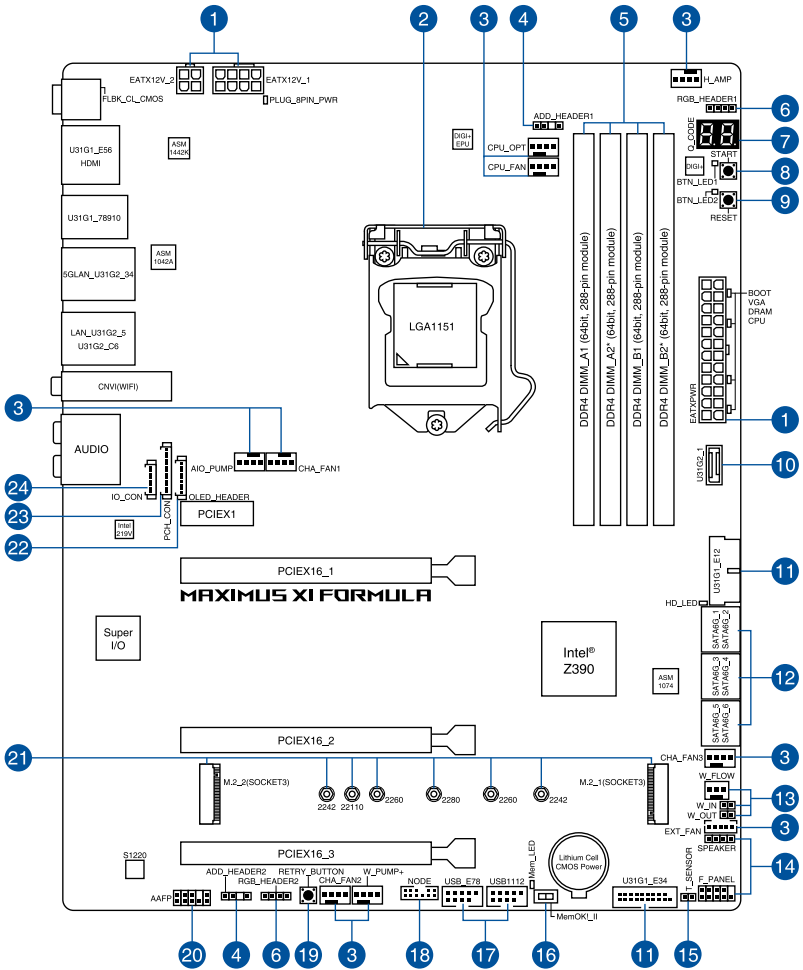 1
2
3
4
5
3
EATX12V_2
EATX12V_1
H_AMP
FLBK_CL_CMOS
PLUG_8PIN_PWR
RGB_HEADER1
6
ADD_HEADER1
Q_CODE
88
7
U31G1_E56
HDMI
ASM
1442K
DIGI+
EPU
CPU_OPT
CPU_FAN
START
DIGI+
BTN_LED1
8
BTN_LED2
RESET
9
U31G1_78910
ASM
1042A
5GLAN_U31G2_34
LAN_U31G2_5
U31G2_C6
LGA1151
DDR4 DIMM_A1 (64bit, 288-pin module)
DDR4 DIMM_A2* (64bit, 288-pin module)
DDR4 DIMM_B1 (64bit, 288-pin module)
DDR4 DIMM_B2* (64bit, 288-pin module)
BOOT
VGA
DRAM
CPU
EATXPWR
1
CNVI(WIFI)
3
AUDIO
AIO_PUMP
CHA_FAN1
U31G2_1
10
24
IO_CON
PCH_CON
OLED_HEADER
23
PCIEX1
Intel
219V
22
PCIEX16_1
MAXIMUS XI FORMULA
U31G1_E12
11
HD_LED
Super
I/O
Intel®
Z390
ASM
1074
SATA6G_1
SATA6G_2
SATA6G_3
SATA6G_4
SATA6G_5
SATA6G_6
12
PCIEX16_2
21
CHA_FAN3
3
M.2_2(SOCKET3)
M.2_1(SOCKET3)
2242
22110
2260
2280
2260
2242
W_FLOW
W_IN
W_OUT
13
EXT_FAN
3
SPEAKER
14
PCIEX16_3
S1220
Lithium Cell
CMOS Power
Mem_LED
T_SENSOR
ADD_HEADER2
RETRY_BUTTON
W_PUMP+
RGB_HEADER2
CHA_FAN2
NODE
USB_E78
USB1112
U31G1_E34
F_PANEL
AAFP
MemOK!_II
20
4
6
19
3
18
17
16
11
15